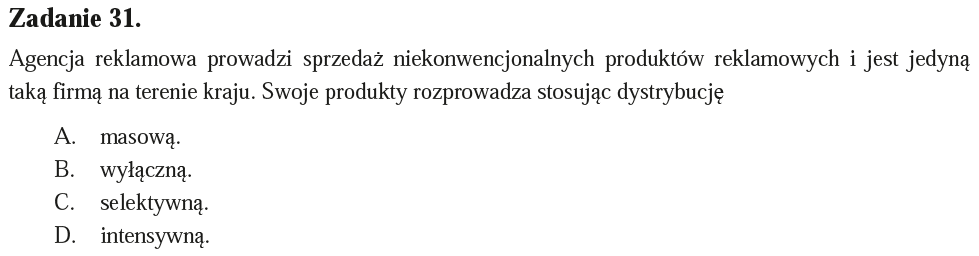 Zadanie 31.
Agencja reklamowa prowadzi sprzedaż niekonwencjonalnych produktów reklamowych i jest jedyną
taką firmą na terenie kraju. Swoje produkty rozprowadza stosując dystrybucję
A. masową.
B. wyłączną.
C. selektywną.
D. intensywną.